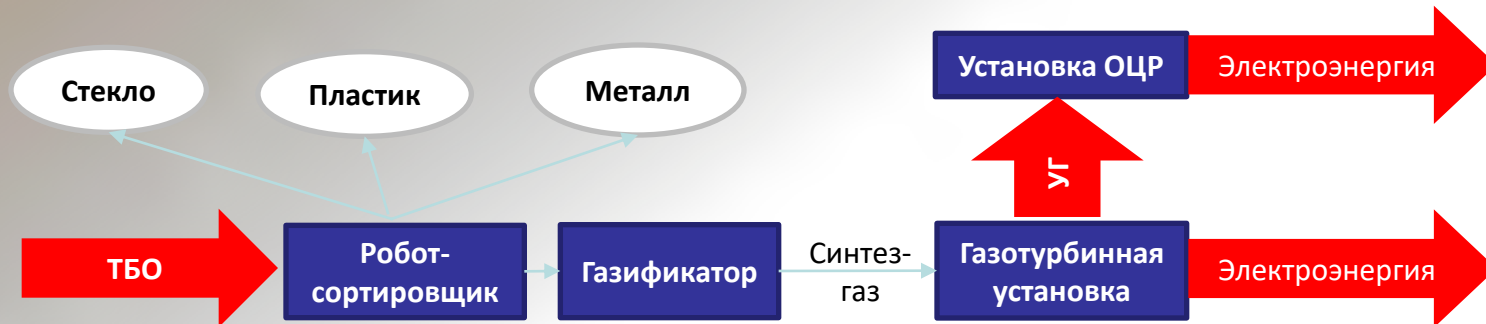 Стекло
Пластик
Металл
Установка ОЦР
Электроэнергия
УГ
ТБО
Робот-
сортировщик
Газификатор
Синтез-
газ
Газотурбинная
установка
Электроэнергия